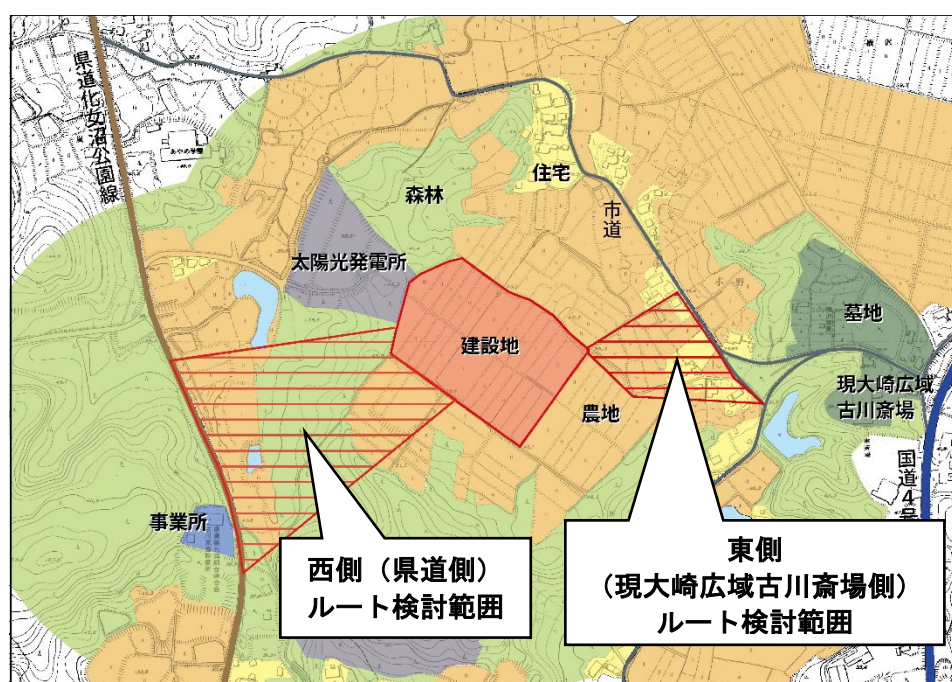 県道化女沼公園線
住宅
森林
市道
太陽光発電所
墓地
建設地
現大崎広域
古川斎場
農地
国道4号
事業所
西側（県道側）
ルート検討範囲
東側
（現大崎広域古川斎場側）
ルート検討範囲